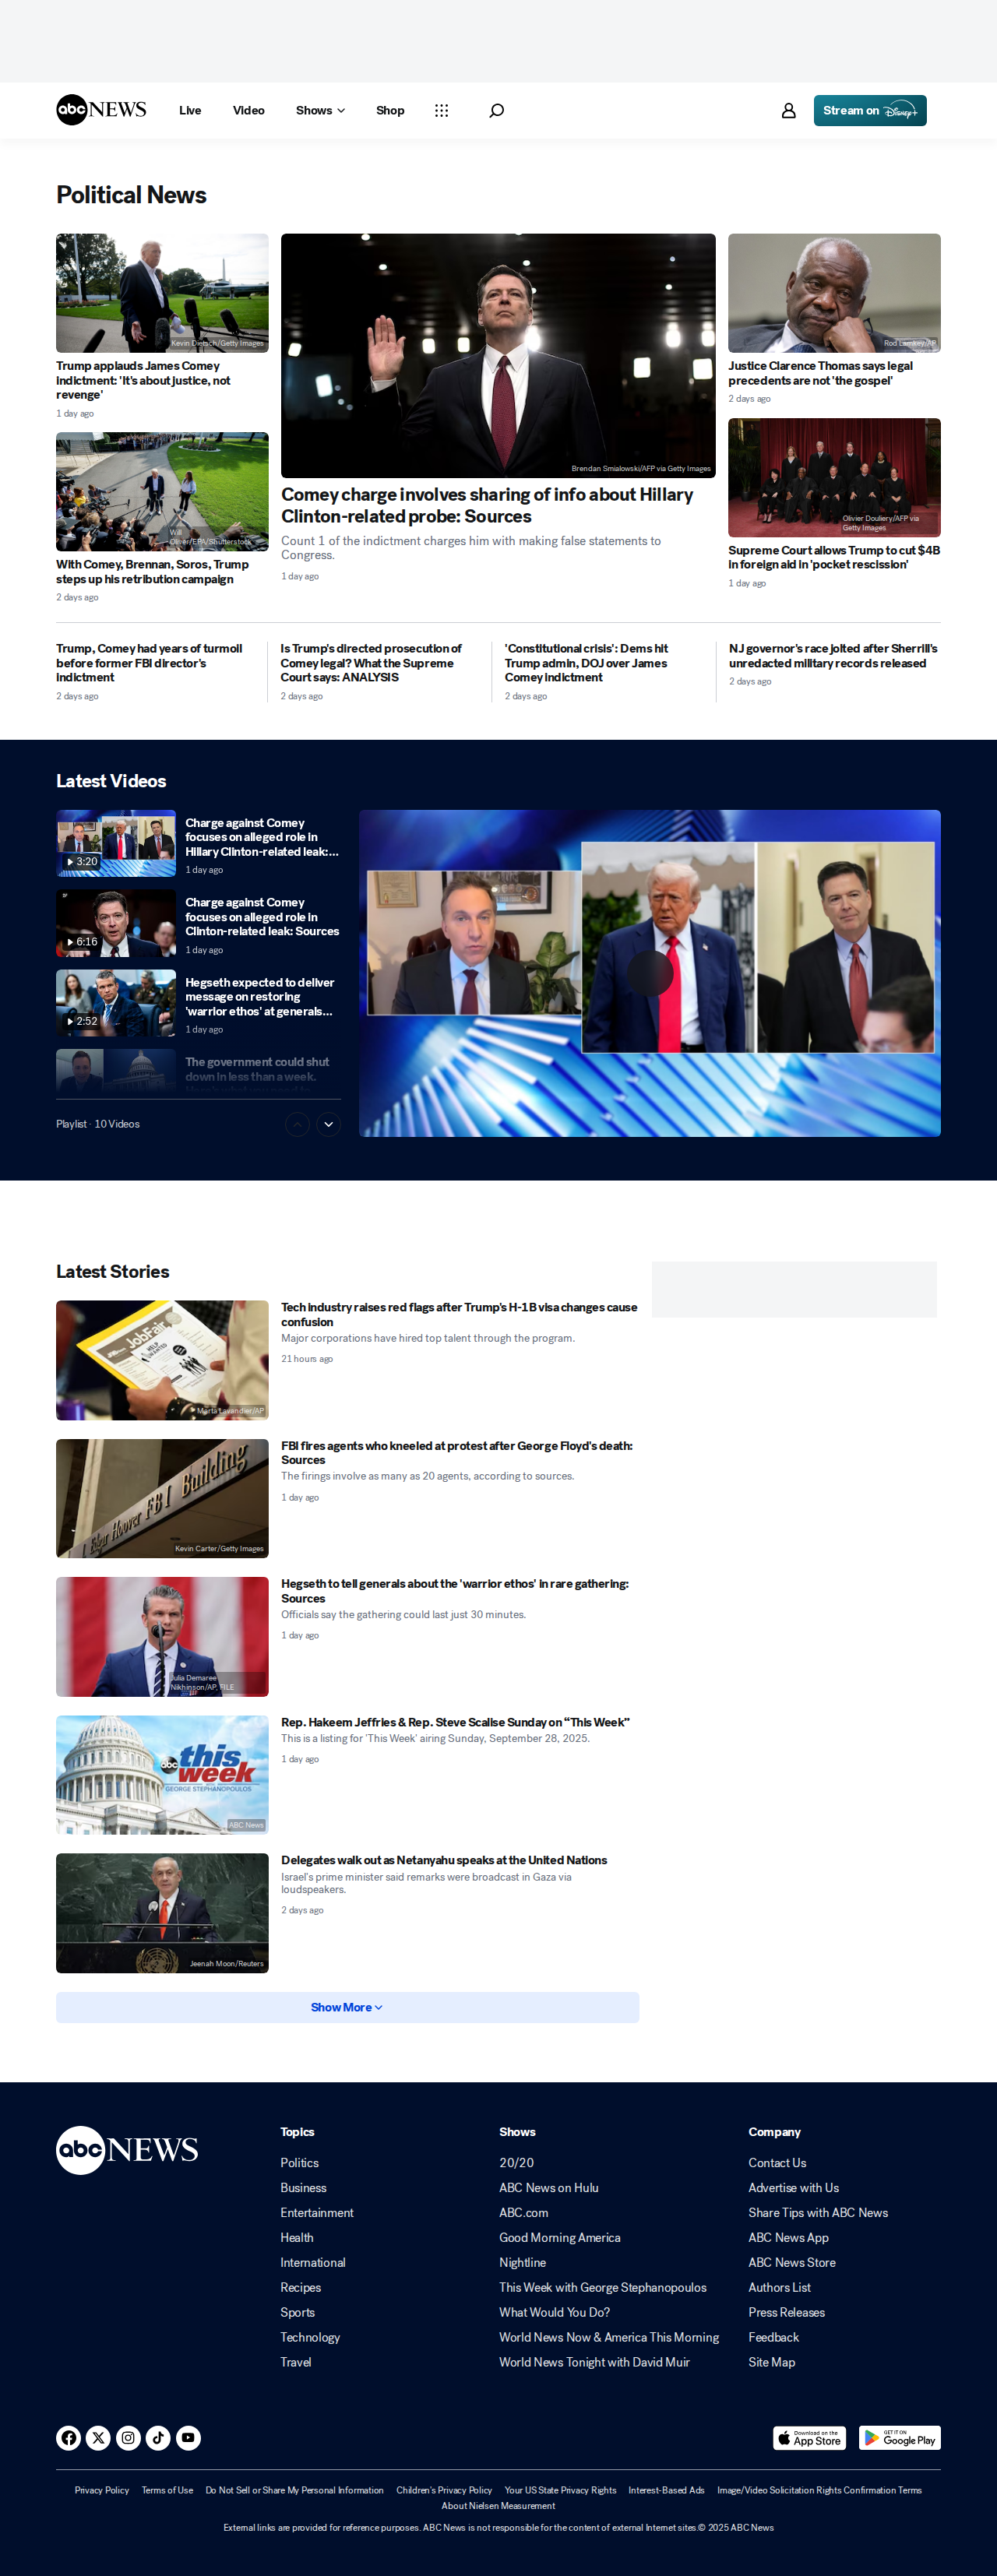 abc NEWS
Live
Video
Shows
Shop
Stream on Disney+
Political News
Kevin Dietsch/Getty Images
Trump applauds James Comey
indictment: 'It's about justice, not
revenge'
1 day ago
Will
Oliver/EPA/Shutterstock
With Comey, Brennan, Soros, Trump
steps up his retribution campaign
2 days ago
Brendan Smialowski/AFP via Getty Images
Comey charge involves sharing of info about Hillary
Clinton-related probe: Sources
Count 1 of the indictment charges him with making false statements to
Congress.
1 day ago
Rod Lamkey/AP
Justice Clarence Thomas says legal
precedents are not 'the gospel'
2 days ago
Olivier Douliery/AFP via
Getty Images
Supreme Court allows Trump to cut $4B
in foreign aid in 'pocket rescission'
1 day ago
Trump, Comey had years of turmoil
before former FBI director's
indictment
2 days ago
Is Trump's directed prosecution of
Comey legal? What the Supreme
Court says: ANALYSIS
2 days ago
'Constitutional crisis': Dems hit
Trump admin, DOJ over James
Comey indictment
2 days ago
NJ governor's race jolted after Sherrill's
unredacted military records released
2 days ago
Latest Videos
3:20
Charge against Comey
focuses on alleged role in
Hillary Clinton-related leak:...
1 day ago
6:16
Charge against Comey
focuses on alleged role in
Clinton-related leak: Sources
1 day ago
2:52
Hegseth expected to deliver
message on restoring
'warrior ethos' at generals...
1 day ago
The government could shut
down in less than a week.
Playlist · 10 Videos
Latest Stories
JobFair
HELP
WANTED
Marta Lavandier/AP
Tech industry raises red flags after Trump's H-1B visa changes cause
confusion
Major corporations have hired top talent through the program.
21 hours ago
J. Edgar Hoover FBI Building
Kevin Carter/Getty Images
FBI fires agents who kneeled at protest after George Floyd's death:
Sources
The firings involve as many as 20 agents, according to sources.
1 day ago
Julia Demaree
Nikhinson/AP, FILE
Hegseth to tell generals about the 'warrior ethos' in rare gathering:
Sources
Officials say the gathering could last just 30 minutes.
1 day ago
abc this
week
GEORGE STEPHANOPOULOS
ABC News
Rep. Hakeem Jeffries & Rep. Steve Scalise Sunday on “This Week”
This is a listing for 'This Week' airing Sunday, September 28, 2025.
1 day ago
Jeenah Moon/Reuters
Delegates walk out as Netanyahu speaks at the United Nations
Israel's prime minister said remarks were broadcast in Gaza via
loudspeakers.
2 days ago
Show More
abc NEWS
Topics
Politics
Business
Entertainment
Health
International
Recipes
Sports
Technology
Travel
Shows
20/20
ABC News on Hulu
ABC.com
Good Morning America
Nightline
This Week with George Stephanopoulos
What Would You Do?
World News Now & America This Morning
World News Tonight with David Muir
Company
Contact Us
Advertise with Us
Share Tips with ABC News
ABC News App
ABC News Store
Authors List
Press Releases
Feedback
Site Map
Download on the
App Store
GET IT ON
Google Play
Privacy Policy
Terms of Use
Do Not Sell or Share My Personal Information
Children's Privacy Policy
Your US State Privacy Rights
Interest-Based Ads
Image/Video Solicitation Rights Confirmation Terms
About Nielsen Measurement
External links are provided for reference purposes. ABC News is not responsible for the content of external Internet sites.© 2025 ABC News